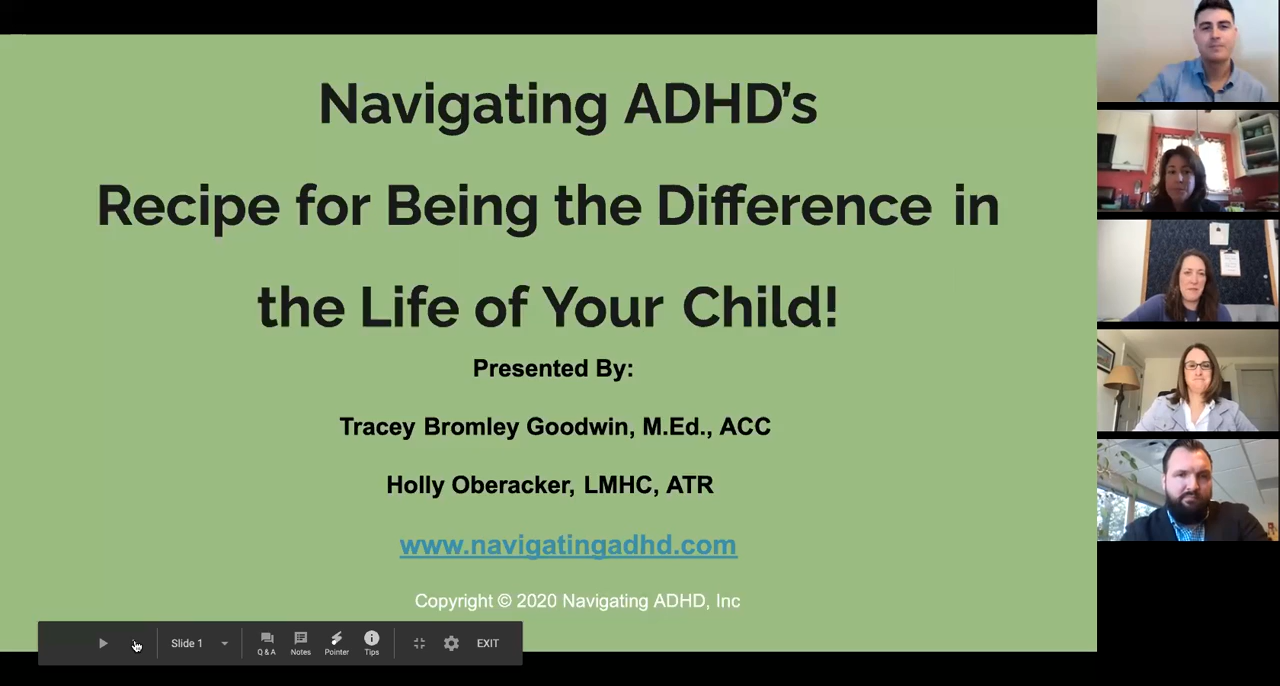 Navigating ADHD's
Recipe for Being the Difference in
the Life of Your Child!
Presented By:
Tracey Bromley Goodwin, M.Ed., ACC
Holly Oberacker, LMHC, ATR
www.navigatingadhd.com
Copyright © 2020 Navigating ADHD, Inc
Slide 1
Q & A
Notes
Pointer
Tips
EXIT